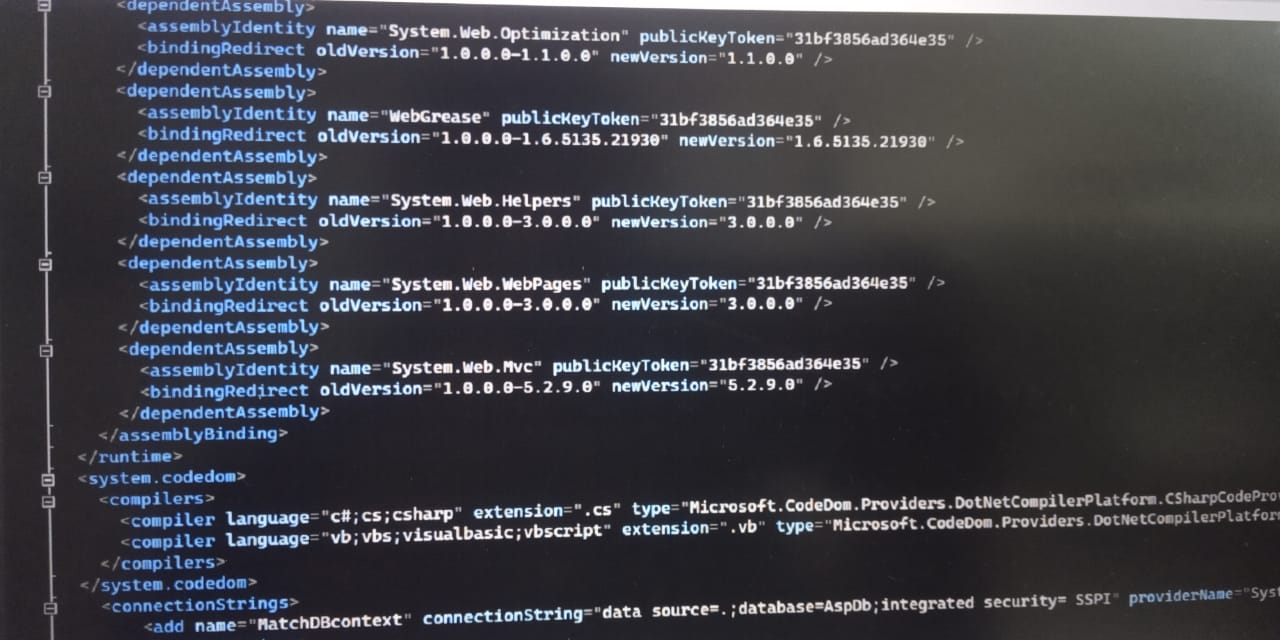 <dependentAssembly>
<assemblyIdentity name="System.Web.Optimization" publicKeyToken="31bf3856ad364e35" />
<bindingRedirect oldVersion="1.0.0.0-1.1.0.0" newVersion="1.1.0.0" />
</dependentAssembly>
<dependentAssembly>
<assemblyIdentity name="WebGrease" publicKeyToken="31bf3856ad364e35" />
<bindingRedirect oldVersion="1.0.0.0-1.6.5135.21930" newVersion="1.6.5135.21930" />
</dependentAssembly>
<dependentAssembly>
<assemblyIdentity name="System.Web.Helpers" publicKeyToken="31bf3856ad364e35" />
<bindingRedirect oldVersion="1.0.0.0-3.0.0.0" newVersion="3.0.0.0" />
</dependentAssembly>
<dependentAssembly>
<assemblyIdentity name="System.Web.WebPages" publicKeyToken="31bf3856ad364e35" />
<bindingRedirect oldVersion="1.0.0.0-3.0.0.0" newVersion="3.0.0.0" />
</dependentAssembly>
<dependentAssembly>
<assemblyIdentity name="System.Web.Mvc" publicKeyToken="31bf3856ad364e35" />
<bindingRedirect oldVersion="1.0.0.0-5.2.9.0" newVersion="5.2.9.0" />
</dependentAssembly>
</assemblyBinding>
</runtime>
<system.codedom>
<compilers>
<compiler language="c#;cs;csharp" extension=".cs" type="Microsoft.CodeDom.Providers.DotNetCompilerPlatform.CSharpCodePro
<compiler language="vb;vbs;visualbasic;vbscript" extension=".vb" type="Microsoft.CodeDom.Providers.DotNetCompilerPlatfor
</compilers>
</system.codedom>
<connectionStrings>
<add name="MatchDBcontext" connectionString="data source=.;database=AspDb;integrated security= SSPI" providerName="Syst